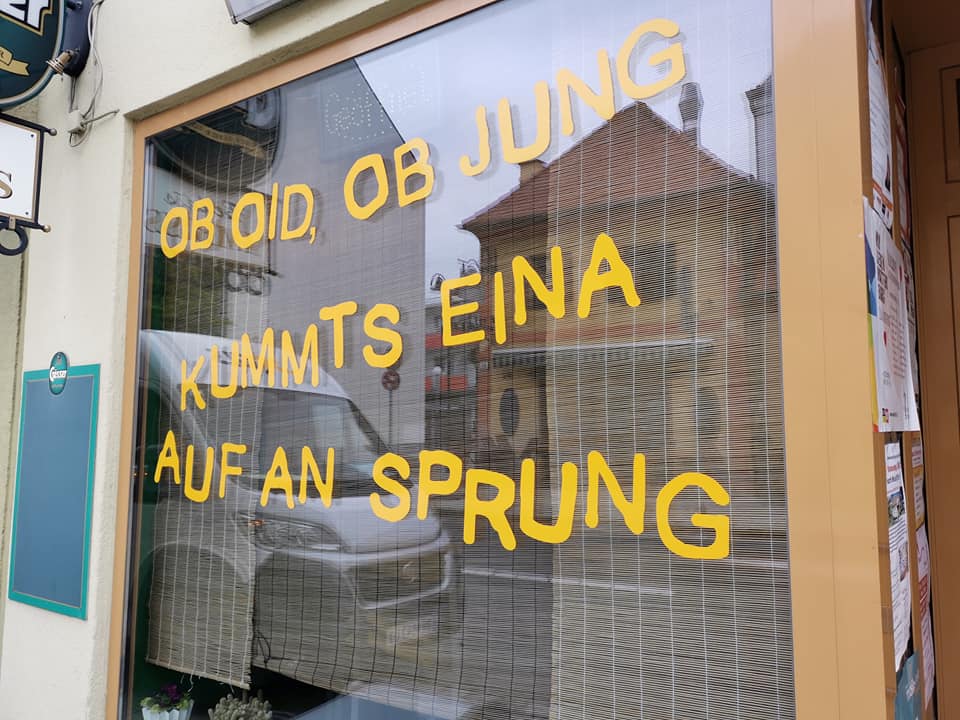 OB OID, OB JUNG
KUMMTS EINA
AUF AN SPRUNG